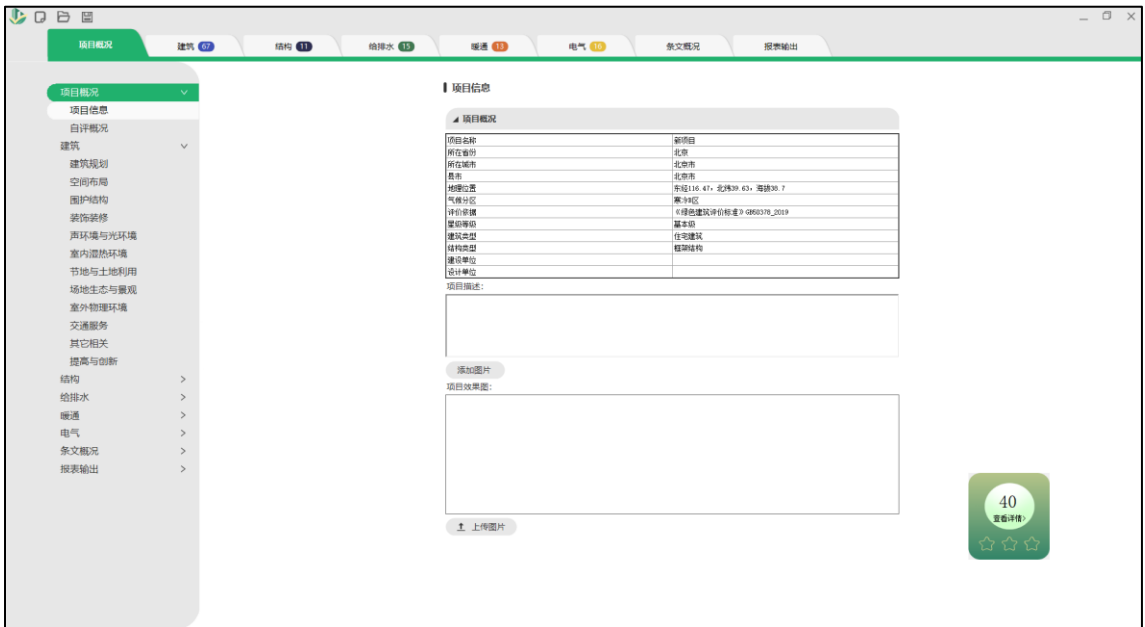 项目概况 建筑 67 结构 11 给排水 15 暖通 13 电气 16 条文概况 报表输出
项目概况
项目信息
自评概况
建筑
建筑规划
空间布局
围护结构
装饰装修
声环境与光环境
室内湿热环境
节地与土地利用
场地生态与景观
室外物理环境
交通服务
其它相关
提高与创新
结构
给排水
暖通
电气
条文概况
报表输出
项目信息
项目概况
项目名称 新项目
所在省份 北京
所在城市 北京市
县市 北京市
地理位置 东经116.47，北纬39.63，海拔38.7
气候分区
评价依据 《绿色建筑评价标准》GB50378_2019
星级等级 基本级
建筑类型 住宅建筑
结构类型 框架结构
建设单位
设计单位
项目描述:
添加图片
项目效果图:
上传图片
40
查看详情>